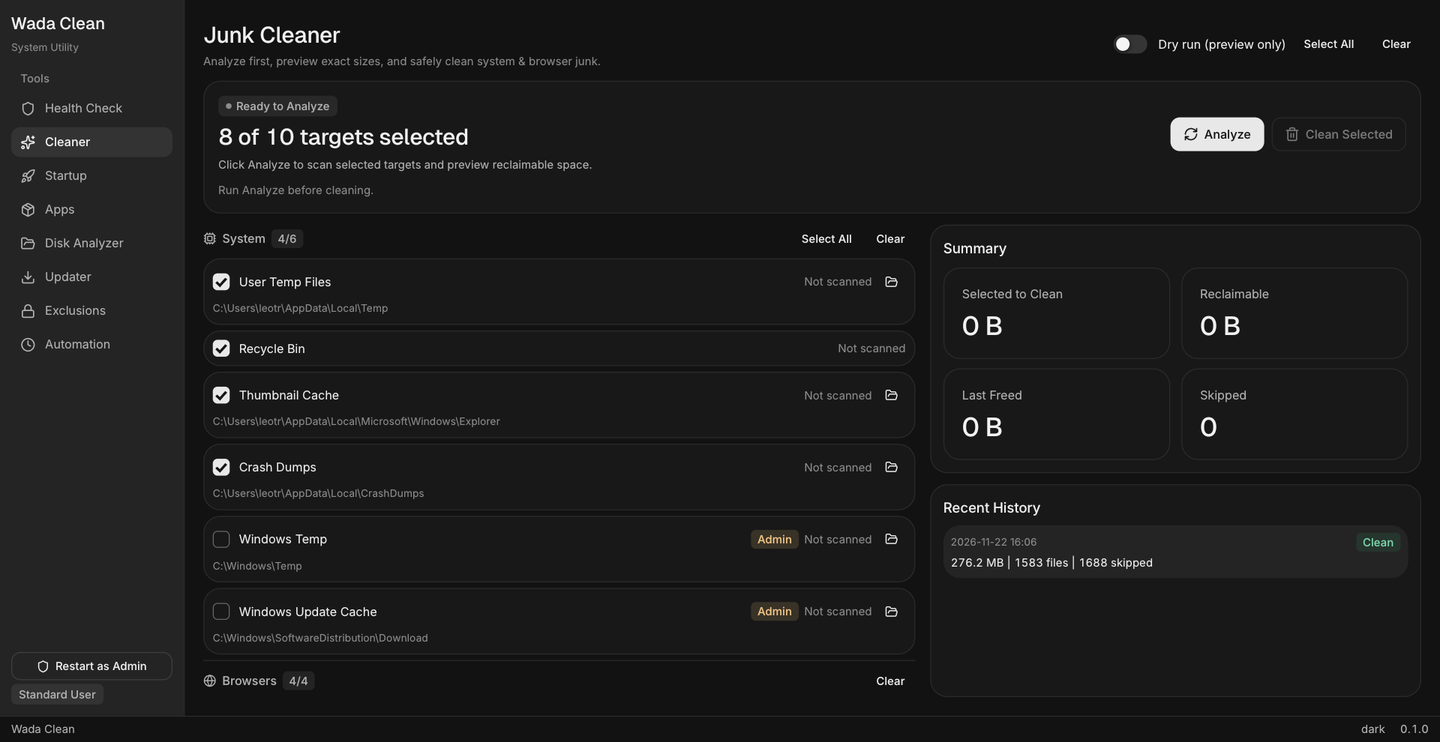 Wada Clean
System Utility
Tools
Health Check
Cleaner
Startup
Apps
Disk Analyzer
Updater
Exclusions
Automation
Restart as Admin
Standard User
Junk Cleaner
Analyze first, preview exact sizes, and safely clean system & browser junk.
Dry run (preview only) Select All Clear
Ready to Analyze
8 of 10 targets selected
Click Analyze to scan selected targets and preview reclaimable space.
Run Analyze before cleaning.
Analyze Clean Selected
System 4/6 Select All Clear
User Temp Files Not scanned
C:\Users\leotr\AppData\Local\Temp
Recycle Bin Not scanned
Thumbnail Cache Not scanned
C:\Users\leotr\AppData\Local\Microsoft\Windows\Explorer
Crash Dumps Not scanned
C:\Users\leotr\AppData\Local\CrashDumps
Windows Temp Admin Not scanned
C:\Windows\Temp
Windows Update Cache Admin Not scanned
C:\Windows\SoftwareDistribution\Download
Browsers 4/4 Clear
Summary
Selected to Clean
0 B
Reclaimable
0 B
Last Freed
0 B
Skipped
0
Recent History
2026-11-22 16:06 Clean
276.2 MB | 1583 files | 1688 skipped
Wada Clean dark 0.1.0